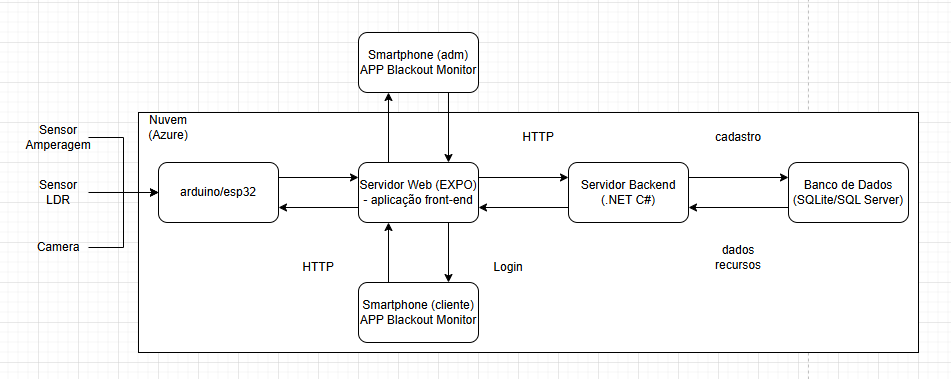 Smartphone (adm)
APP Blackout Monitor
Nuvem
(Azure)
Sensor
Amperagem
HTTP
cadastro
Sensor
LDR
arduino/esp32
Servidor Web (EXPO)
- aplicação front-end
Servidor Backend
(.NET C#)
Banco de Dados
(SQLite/SQL Server)
Camera
HTTP
Login
dados
recursos
Smartphone (cliente)
APP Blackout Monitor